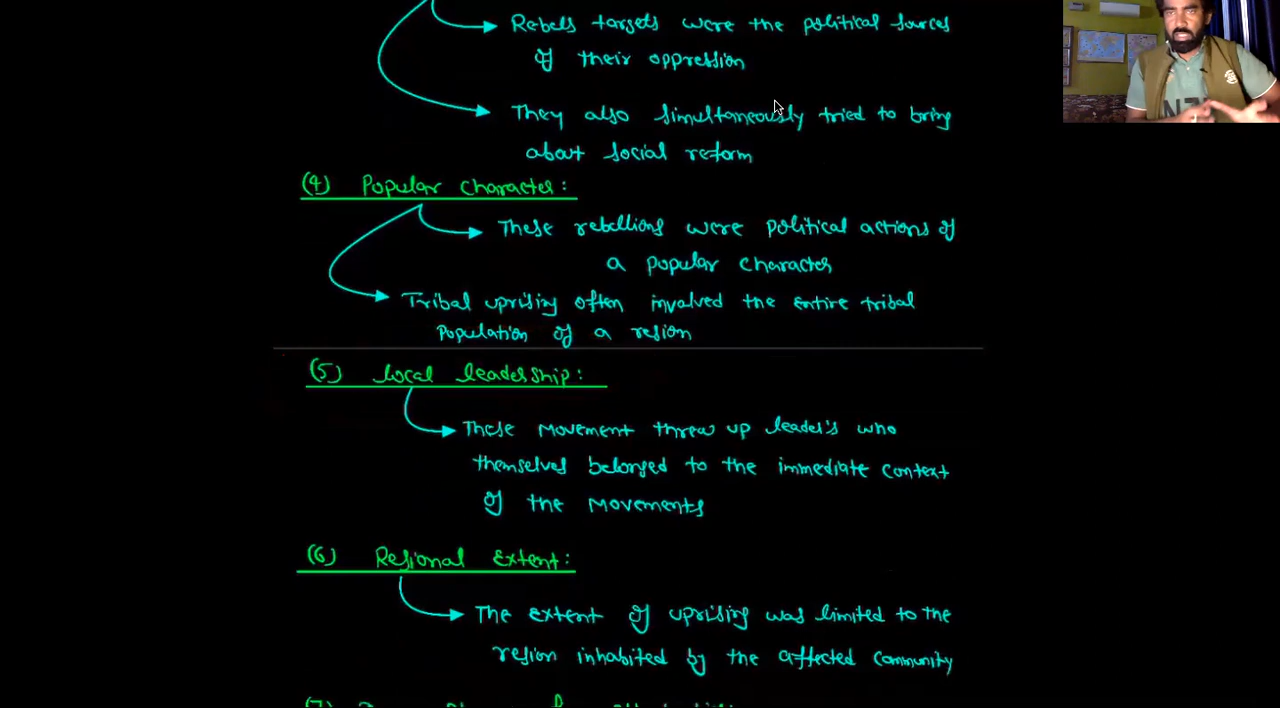 Rebels targets were the political sources
of their oppression
They also simultaneously tried to bring
about social reform
(4) Popular Character:
These rebellions were political actions of
a popular character
Tribal uprising often involved the entire tribal
Population of a region
(5) Local leadership:
These Movement threw up leader's who
themselves belonged to the immediate context
of the Movements
(6) Regional Extent:
The Extent of uprising was limited to the
region inhabited by the affected community
(7)